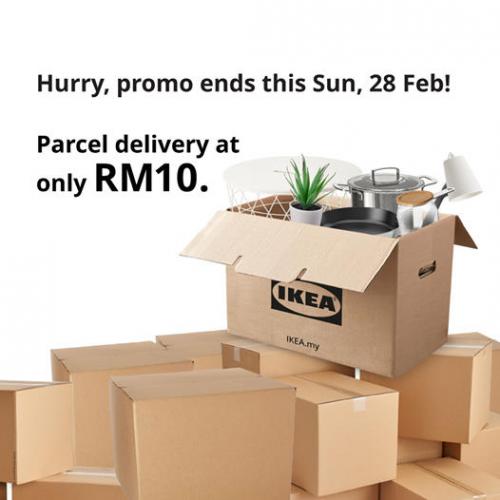 Hurry, promo ends this Sun, 28 Feb!
Parcel delivery at
only RM10.
IKEA
IKEA.my